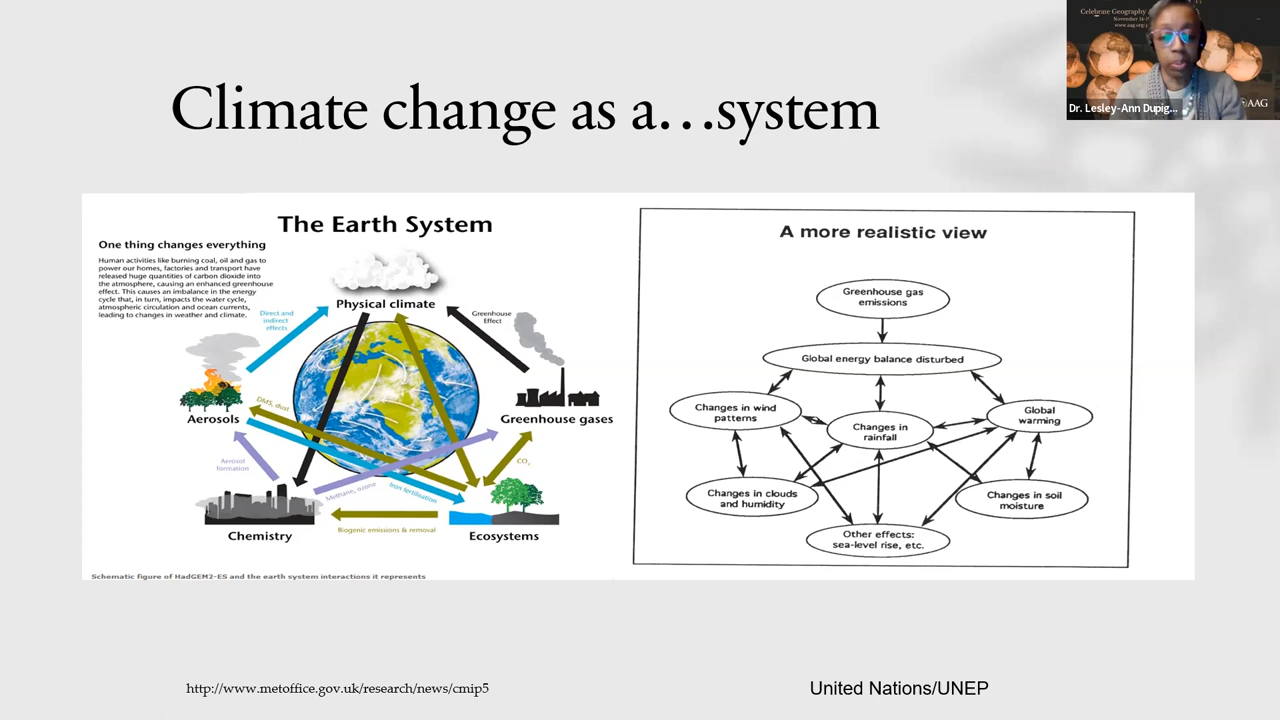 Climate change as a…system
Celebrate Geography
www.aag.org/
AAG
Dr. Lesley-Ann Dupig...
The Earth System
One thing changes everything
Human activities like burning coal, oil and gas to
power our homes, factories and transport have
released huge quantities of carbon dioxide into
the atmosphere, causing an enhanced greenhouse
effect. This causes an imbalance in the energy
cycle that, in turn, impacts the water cycle,
atmospheric circulation and ocean currents,
leading to changes in weather and climate.
Physical climate
Direct and
indirect
effects
Greenhouse
Effect
Aerosols
DMS, dust
Greenhouse gases
Aerosol
formation
CO₂
Methane, ozone
Iron fertilisation
Biogenic emissions & removal
Chemistry
Ecosystems
Schematic figure of HadGEM2-ES and the earth system interactions it represents
A more realistic view
Greenhouse gas
emissions
Global energy balance disturbed
Changes in wind
patterns
Changes in
rainfall
Global
warming
Changes in clouds
and humidity
Changes in soil
moisture
Other effects:
sea-level rise, etc.
http://www.metoffice.gov.uk/research/news/cmip5
United Nations/UNEP